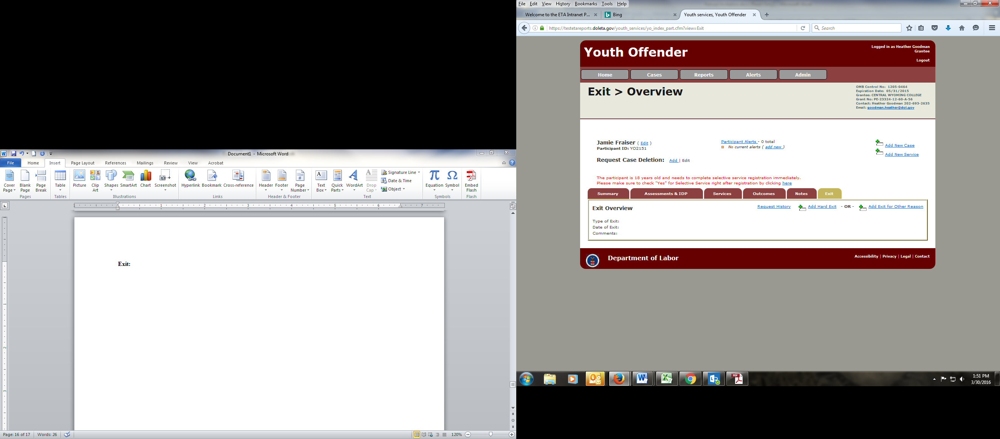 Document1 - Microsoft Word
File Home Insert Page Layout References Mailings Review View Acrobat
Cover Page
Blank Page
Page Break
Table
Picture
Clip Art
Shapes
SmartArt
Chart
Screenshot
Hyperlink
Bookmark
Cross-reference
Header
Footer
Page Number
Text Box
Quick Parts
WordArt
Drop Cap
Signature Line
Date & Time
Object
Equation
Symbol
Embed Flash
Pages Tables Illustrations Links Header & Footer Text Symbols Flash
1 1 2 3 4 5 6 7
Exit:
1
2
3
Page: 16 of 17 Words: 26 120%
File Edit View History Bookmarks Tools Help
Welcome to the ETA Intranet P... Bing Youth services, Youth Offender
https://testetareports.doleta.gov/youth_services/yo_index_part.cfm?view=Exit Search
Youth Offender
Logged in as Heather Goodman
Grantee
Logout
Home Cases Reports Alerts Admin
Exit > Overview
OMB Control No: 1205-0464
Expiration Date: 05/31/2015
Grantee: CENTRAL WYOMING COLLEGE
Grant No: PE-23324-12-60-A-56
Contact: Heather Goodman 202-693-2635
Email: goodman.heather@dol.gov
Jamie Fraiser ( Edit )
Participant ID: YO2151
Participant Alerts - 0 total
No current alerts ( add new )
Add New Case
Add New Service
Request Case Deletion: Add | Edit
The participant is 18 years old and needs to complete selective service registration immediately.
Please make sure to check "Yes" for Selective Service right after registration by clicking here
Summary Assessments & IDP Services Outcomes Notes Exit
Exit Overview Request History Add Hard Exit - OR - Add Exit for Other Reason
Type of Exit:
Date of Exit:
Comments:
Department of Labor
Accessibility | Privacy | Legal | Contact
1:51 PM
3/30/2016